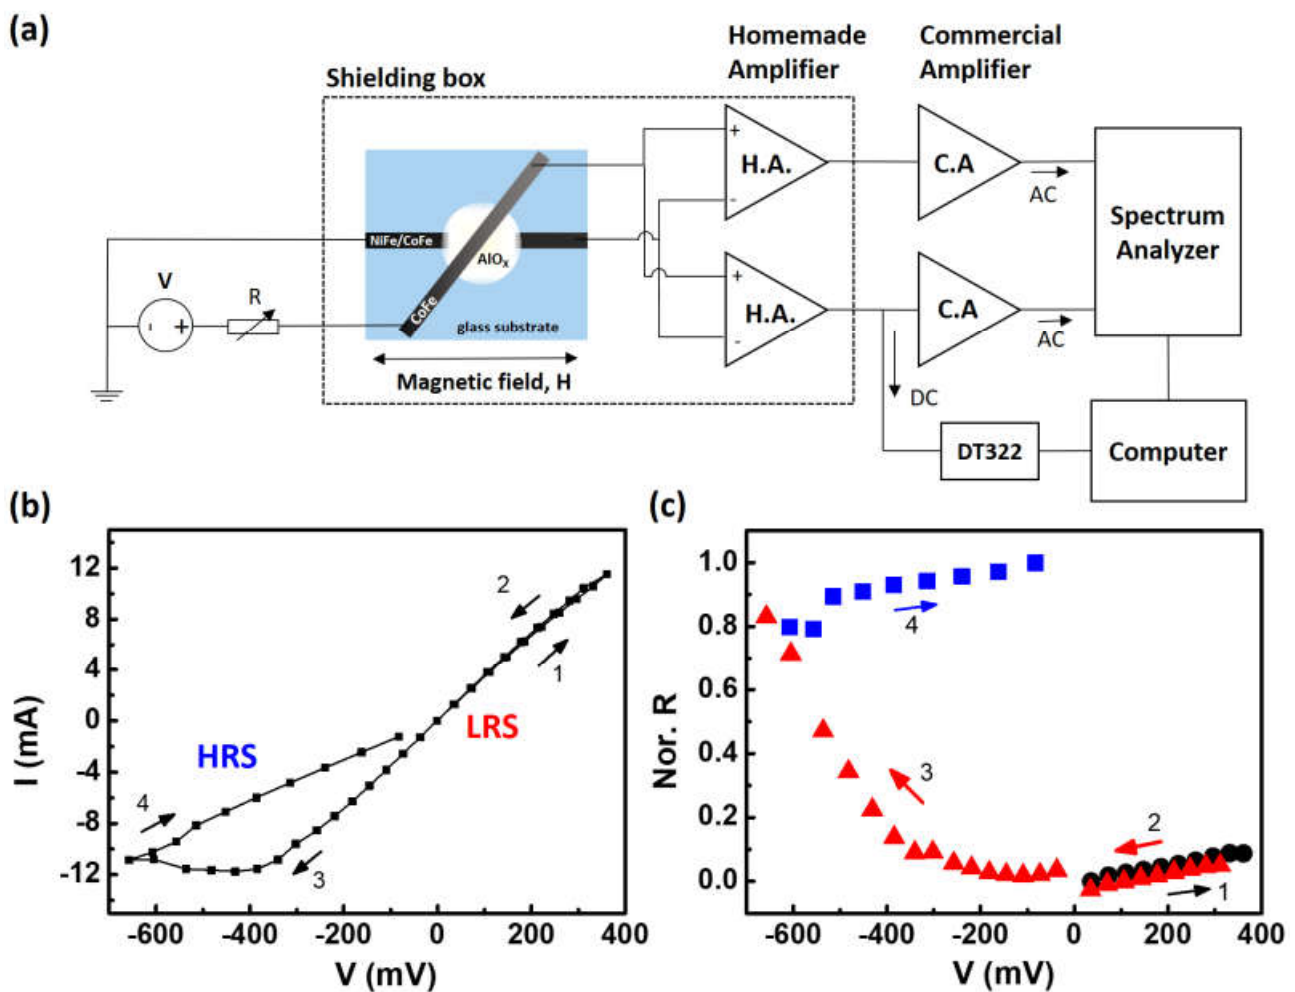 (a)
Homemade
Amplifier
Commercial
Amplifier
Shielding box
+
H.A.
-
C.A
AC
NiFe/CoFe
AlOx
CoFe
glass substrate
Magnetic field, H
V
-
+
R
+
H.A.
-
C.A
AC
DC
Spectrum
Analyzer
DT322
Computer
(b)
I (mA)
12
8
4
0
-4
-8
-12
-600
-400
-200
0
200
400
V (mV)
HRS
LRS
1
2
3
4
(c)
Nor. R
1.0
0.8
0.6
0.4
0.2
0.0
-600
-400
-200
0
200
400
V (mV)
4
3
2
1